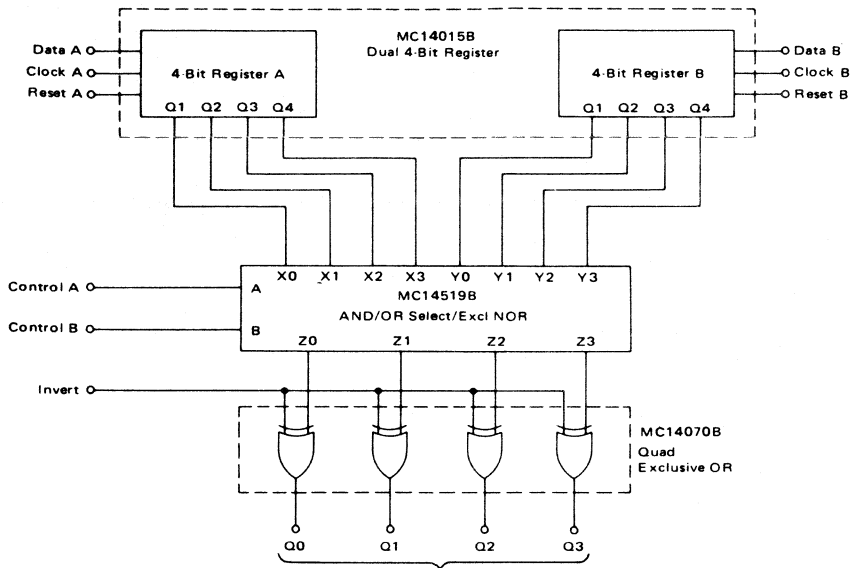 MC14015B
Dual 4-Bit Register
Data A
Clock A
Reset A
4-Bit Register A
Q1 Q2 Q3 Q4
4-Bit Register B
Q1 Q2 Q3 Q4
Data B
Clock B
Reset B
X0 X1 X2 X3 Y0 Y1 Y2 Y3
Control A
A
MC14519B
Control B
B
AND/OR Select/Excl NOR
Z0 Z1 Z2 Z3
Invert
MC14070B
Quad
Exclusive OR
Q0 Q1 Q2 Q3